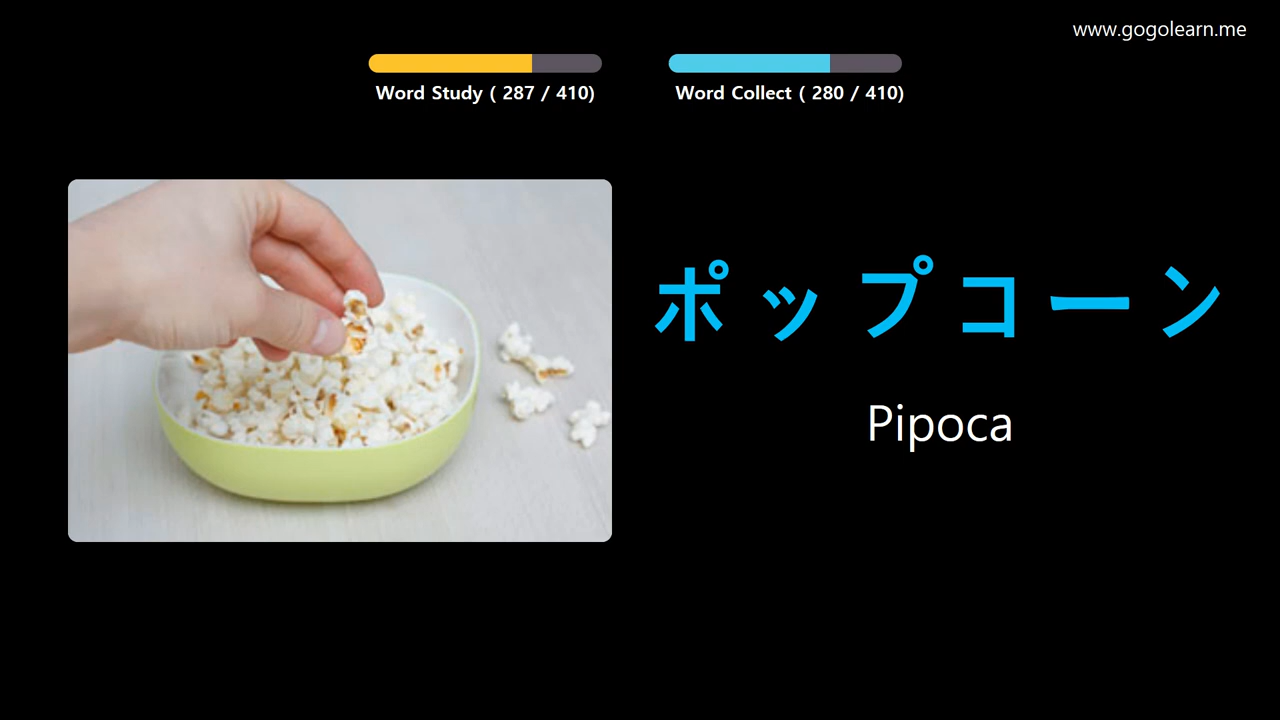 www.gogolearn.me
Word Study ( 287 / 410)
Word Collect ( 280 / 410)
ポップコーン
Pipoca